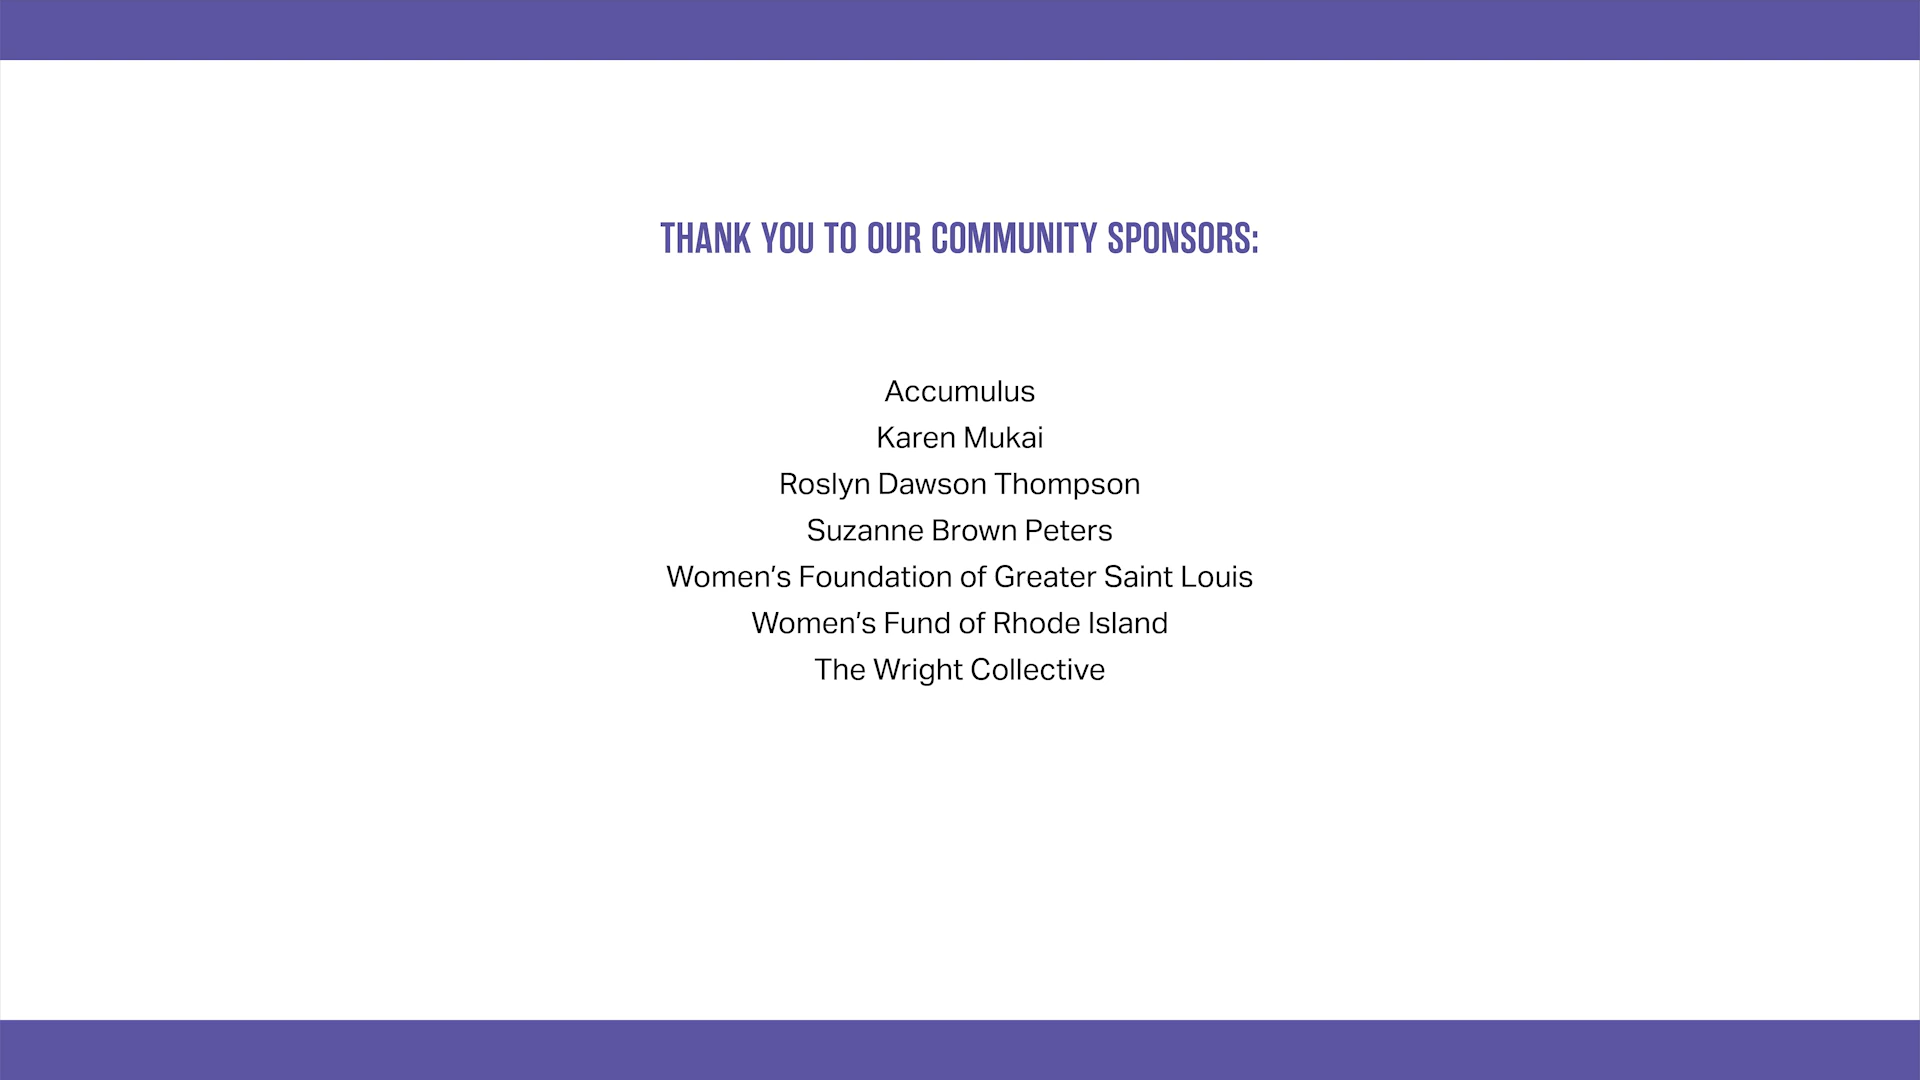 THANK YOU TO OUR COMMUNITY SPONSORS:
Accumulus
Karen Mukai
Roslyn Dawson Thompson
Suzanne Brown Peters
Women’s Foundation of Greater Saint Louis
Women’s Fund of Rhode Island
The Wright Collective